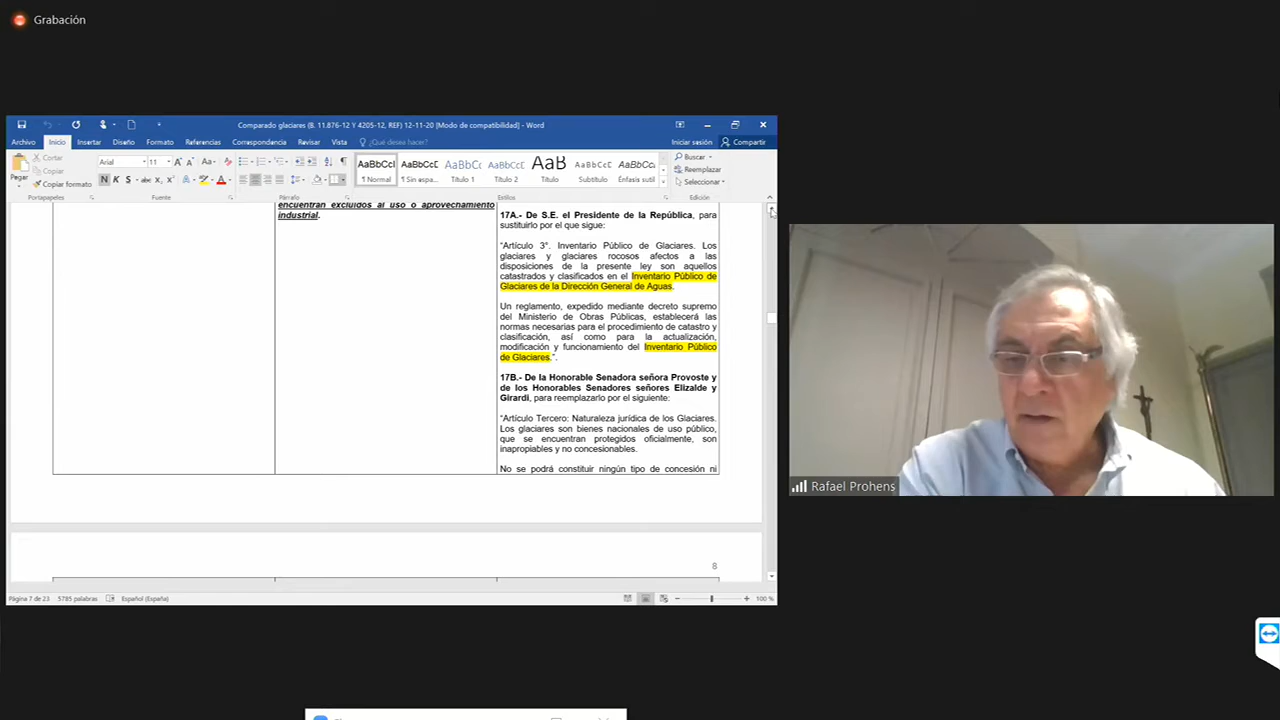 Grabación
Comparado glaciares (B. 11.876-12 Y 4205-12, REF) 12-11-20 [Modo de compatibilidad] - Word
Archivo Inicio Insertar Diseño Formato Referencias Correspondencia Revisar Vista ¿Qué desea hacer? Iniciar sesión Compartir
Pegar
Cortar
Copiar
Copiar formato
Arial 11
N K S abc x₂ x²
AaBbCcI AaBbCcI AaBbCc AaBbCcC AaB AaBbCcC AaBbCcI
¶ Normal ¶ Sin espa... Título 1 Título 2 Título Subtítulo Énfasis sutil
Buscar
Reemplazar
Seleccionar
Portapapeles Fuente Párrafo Estilos Edición
encuentran excluidos al uso o aprovechamiento
industrial.
17A.- De S.E. el Presidente de la República, para
sustituirlo por el que sigue:
“Artículo 3°. Inventario Público de Glaciares. Los
glaciares y glaciares rocosos afectos a las
disposiciones de la presente ley son aquellos
catastrados y clasificados en el Inventario Público de
Glaciares de la Dirección General de Aguas.
Un reglamento, expedido mediante decreto supremo
del Ministerio de Obras Públicas, establecerá las
normas necesarias para el procedimiento de catastro y
clasificación, así como para la actualización,
modificación y funcionamiento del Inventario Público
de Glaciares.”.
17B.- De la Honorable Senadora señora Provoste y
de los Honorables Senadores señores Elizalde y
Girardi, para reemplazarlo por el siguiente:
“Artículo Tercero: Naturaleza jurídica de los Glaciares.
Los glaciares son bienes nacionales de uso público,
que se encuentran protegidos oficialmente, son
inapropiables y no concesionables.
No se podrá constituir ningún tipo de concesión ni
8
Página 7 de 23 5785 palabras Español (España) 100 %
Rafael Prohens